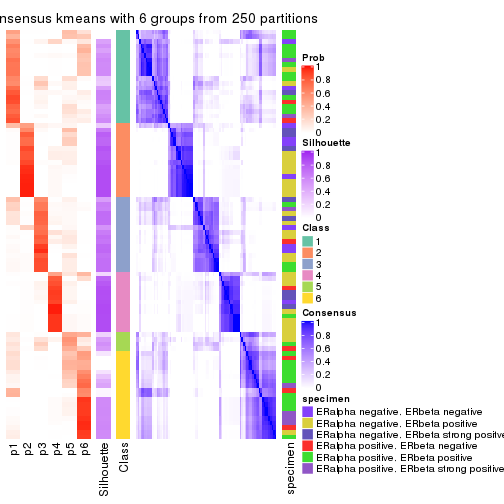 nsensus kmeans with 6 groups from 250 partitions
Prob
1
0.8
0.6
0.4
0.2
0
Silhouette
1
0.8
0.6
0.4
0.2
0
Class
1
2
3
4
5
6
Consensus
1
0.8
0.6
0.4
0.2
0
specimen
ERalpha negative. ERbeta negative
ERalpha negative. ERbeta positive
ERalpha negative. ERbeta strong positive
ERalpha positive. ERbeta negative
ERalpha positive. ERbeta positive
ERalpha positive. ERbeta strong positive
p1
p2
p3
p4
p5
p6
Silhouette
Class
specimen